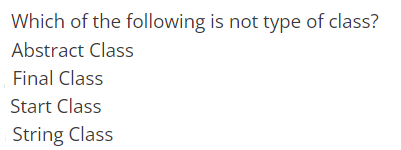 Which of the following is not type of class?
Abstract Class
Final Class
Start Class
String Class